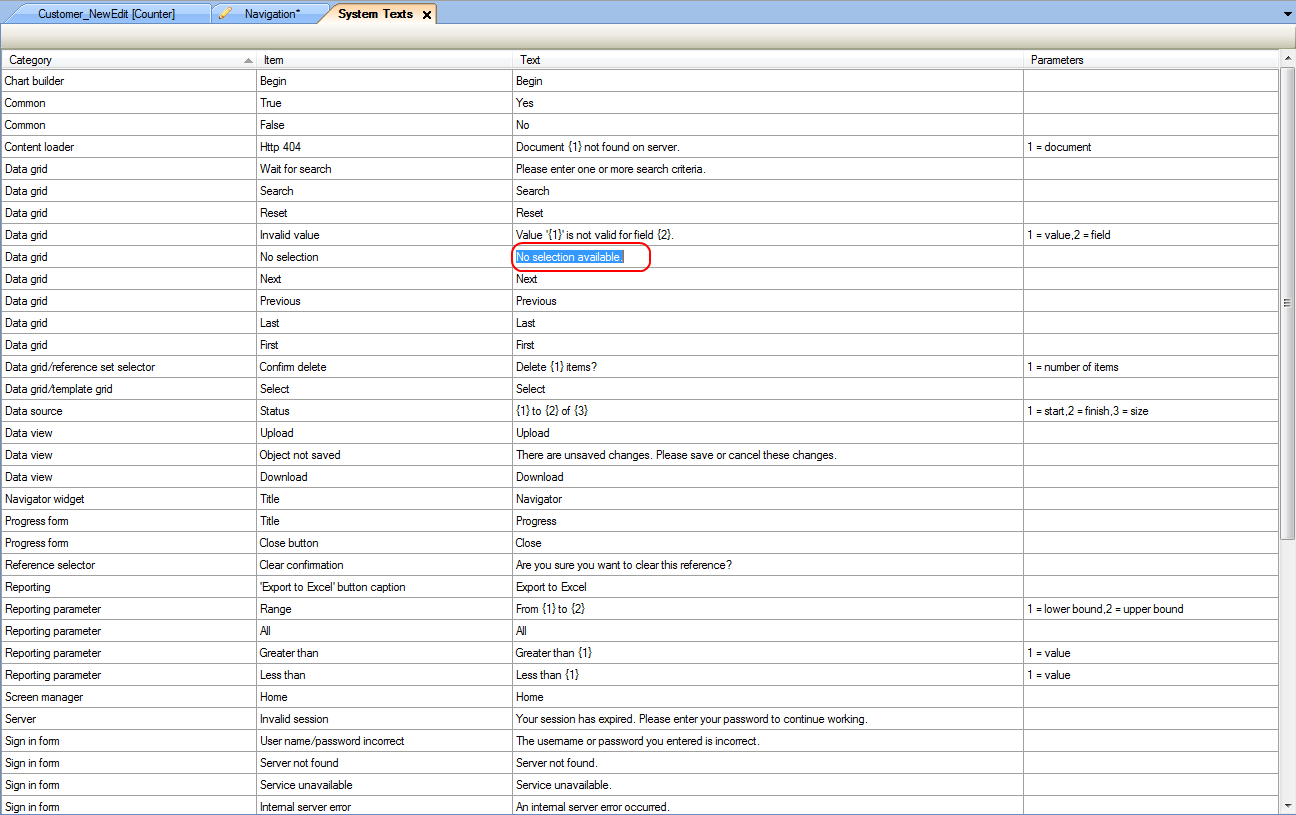 Customer_NewEdit [Counter] Navigation* System Texts
Category Item Text Parameters
Chart builder Begin Begin
Common True Yes
Common False No
Content loader Http 404 Document {1} not found on server. 1 = document
Data grid Wait for search Please enter one or more search criteria.
Data grid Search Search
Data grid Reset Reset
Data grid Invalid value Value '{1}' is not valid for field {2}. 1 = value,2 = field
Data grid No selection No selection available.
Data grid Next Next
Data grid Previous Previous
Data grid Last Last
Data grid First First
Data grid/reference set selector Confirm delete Delete {1} items? 1 = number of items
Data grid/template grid Select Select
Data source Status {1} to {2} of {3} 1 = start,2 = finish,3 = size
Data view Upload Upload
Data view Object not saved There are unsaved changes. Please save or cancel these changes.
Data view Download Download
Navigator widget Title Navigator
Progress form Title Progress
Progress form Close button Close
Reference selector Clear confirmation Are you sure you want to clear this reference?
Reporting 'Export to Excel' button caption Export to Excel
Reporting parameter Range From {1} to {2} 1 = lower bound,2 = upper bound
Reporting parameter All All
Reporting parameter Greater than Greater than {1} 1 = value
Reporting parameter Less than Less than {1} 1 = value
Screen manager Home Home
Server Invalid session Your session has expired. Please enter your password to continue working.
Sign in form User name/password incorrect The username or password you entered is incorrect.
Sign in form Server not found Server not found.
Sign in form Service unavailable Service unavailable.
Sign in form Internal server error An internal server error occurred.